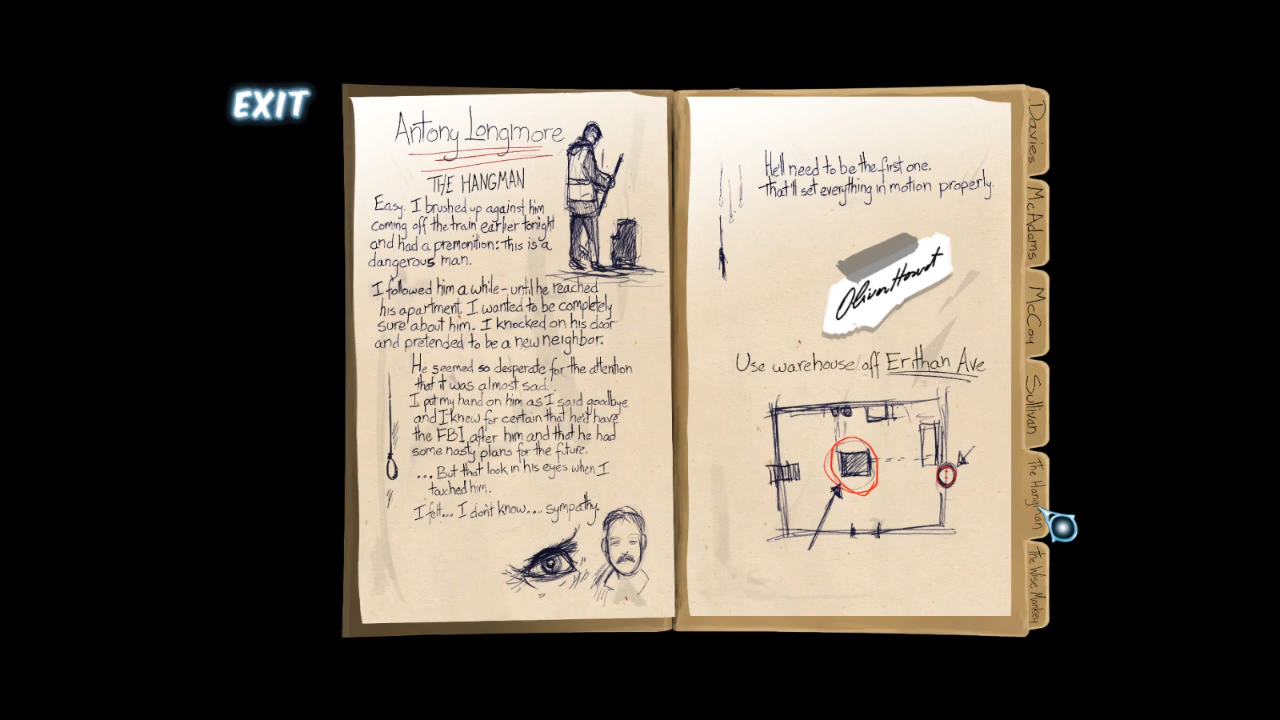 EXIT
Antony Longmore
THE HANGMAN
Easy. I brushed up against him
coming off the train earlier tonight
and had a premonition: this is a
dangerous man.
I followed him a while - until he reached
his apartment. I wanted to be completely
sure about him. I knocked on his door
and pretended to be a new neighbor.
He seemed so desperate for the attention
that it was almost sad...
I put my hand on him as I said goodbye
and I knew for certain that he'd have
the FBI after him and that he had
some nasty plans for the future.
... But that look in his eyes when I
touched him.
I felt... I don't know.... sympathy.
He'll need to be the first one.
That'll set everything in motion properly.
Oliver
Use warehouse off Erithan Ave
Davies
McAdams
McCoy
Sullivan
The Hangman
The Wise Monkey